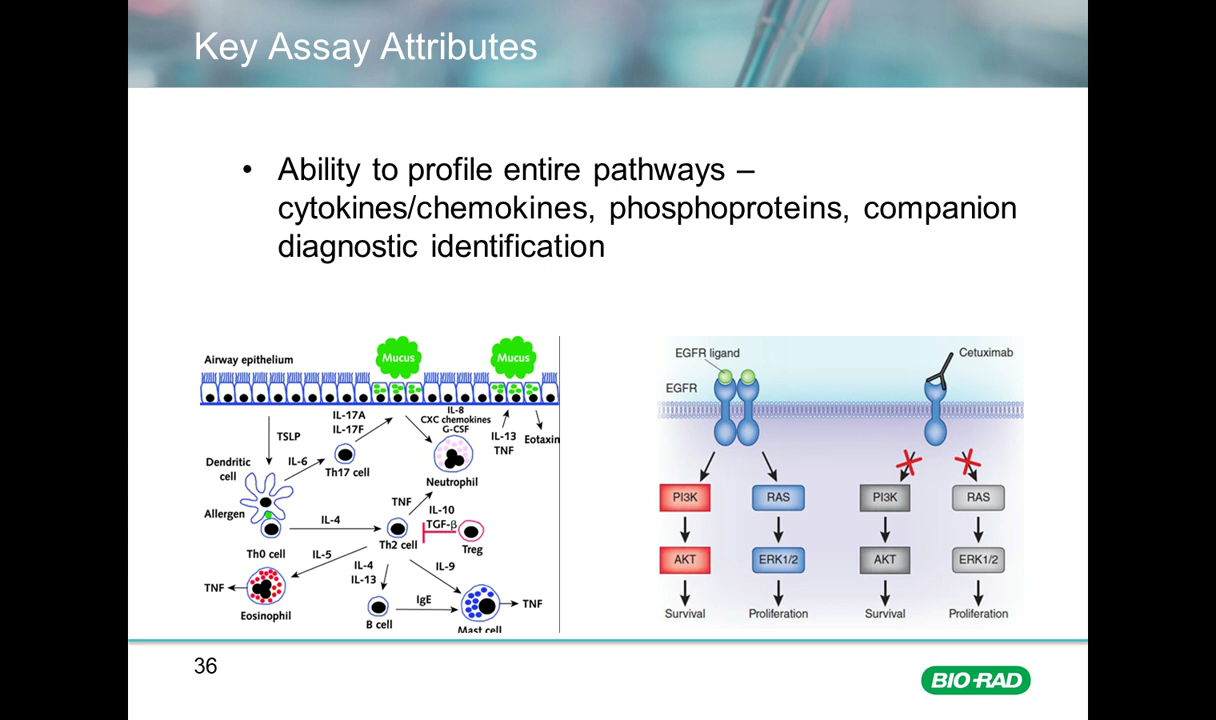 Key Assay Attributes
• Ability to profile entire pathways –
cytokines/chemokines, phosphoproteins, companion
diagnostic identification
Airway epithelium
Mucus
Mucus
TSLP
IL-17A
IL-17F
IL-8
CXC chemokines
G-CSF
IL-13
TNF
Eotaxin
Dendritic
cell
IL-6
Th17 cell
Neutrophil
Allergen
TNF
IL-10
TGF-β
IL-4
Th0 cell
Th2 cell
Treg
IL-5
IL-4
IL-13
IL-9
TNF
Eosinophil
IgE
TNF
B cell
Mast cell
EGFR ligand
EGFR
Cetuximab
PI3K
RAS
PI3K
RAS
AKT
ERK1/2
AKT
ERK1/2
Survival
Proliferation
Survival
Proliferation
36
BIO-RAD